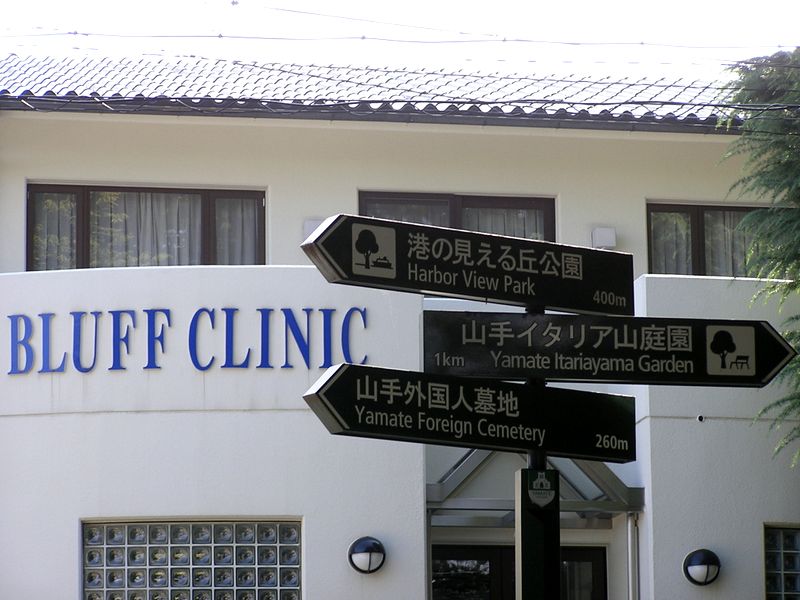 BLUFF CLINIC
港の見える丘公園
Harbor View Park
400m
山手イタリア山庭園
1km Yamate Itariayama Garden
山手外国人墓地
Yamate Foreign Cemetery
260m